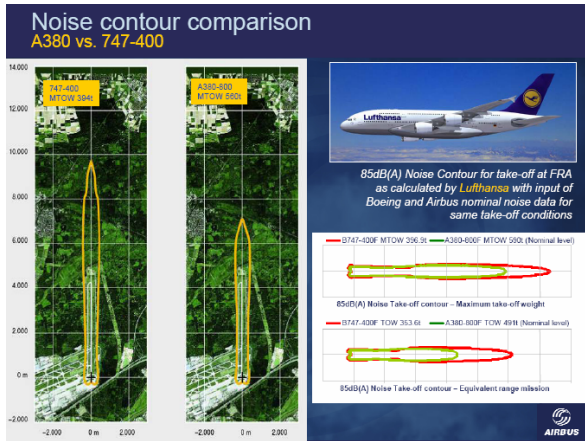 Noise contour comparison
A380 vs. 747-400
14.000
12.000
10.000
8.000
6.000
4.000
2.000
0 m
-2.000
747-400
MTOW 394t
A380-800
MTOW 560t
-2.000 0 m 2.000
-2.000 0 m 2.000
Lufthansa
85dB(A) Noise Contour for take-off at FRA
as calculated by Lufthansa with input of
Boeing and Airbus nominal noise data for
same take-off conditions
B747-400F MTOW 396.9t A380-800F MTOW 590t (Nominal level)
85dB(A) Noise Take-off contour – Maximum take-off weight
B747-400F TOW 353.6t A380-800F TOW 491t (Nominal level)
85dB(A) Noise Take-off contour – Equivalent range mission
AIRBUS